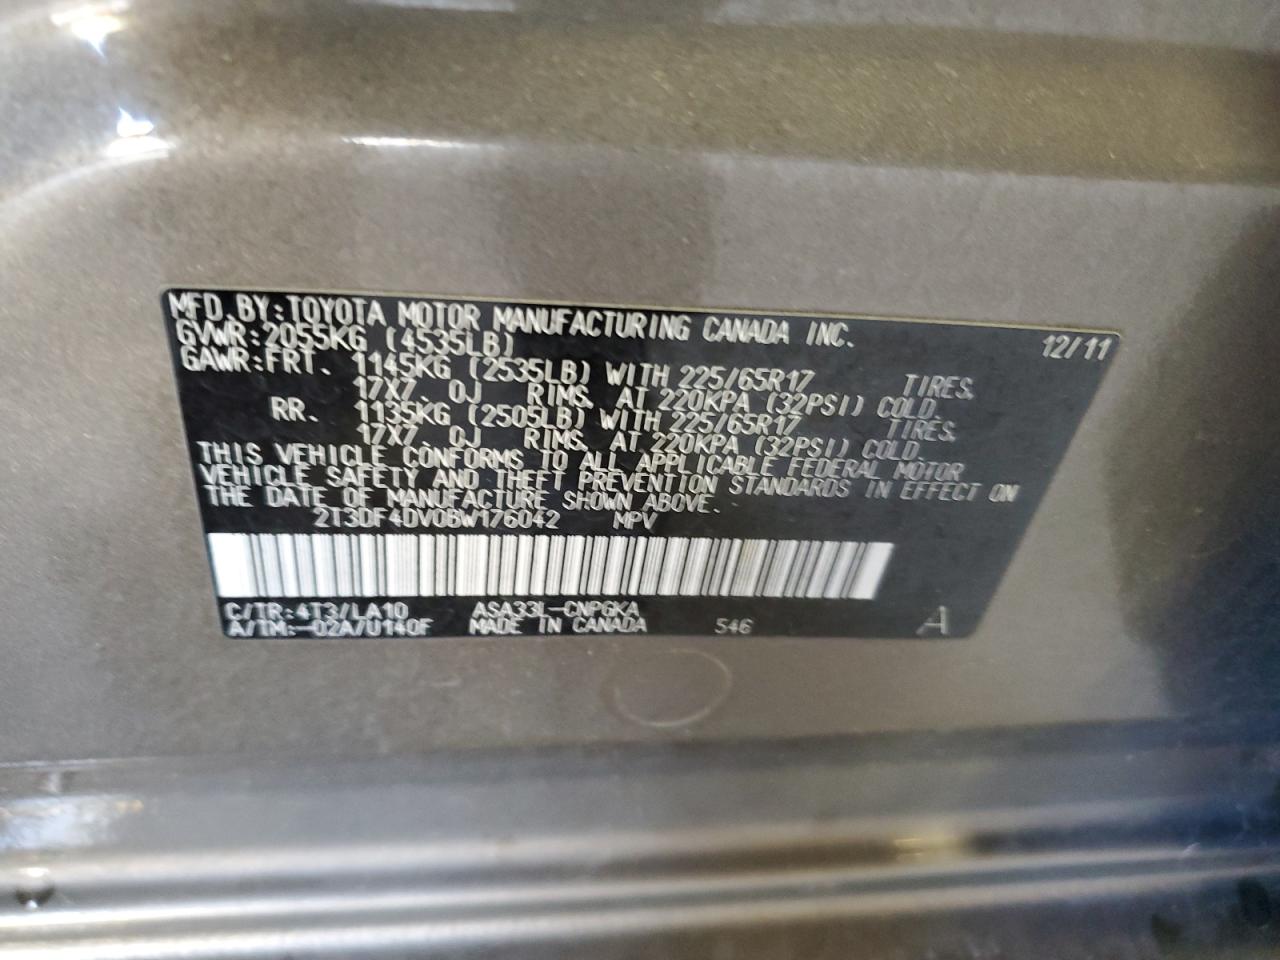 MFD. BY: TOYOTA MOTOR MANUFACTURING CANADA INC. 12/11
GVWR: 2055KG (4535LB)
GAWR: FRT. 1145KG (2535LB) WITH 225/65R17 TIRES,
17X7.0J RIMS, AT 220KPA (32PSI) COLD.
RR. 1135KG (2505LB) WITH 225/65R17 TIRES,
17X7.0J RIMS, AT 220KPA (32PSI) COLD.
THIS VEHICLE CONFORMS TO ALL APPLICABLE FEDERAL MOTOR
VEHICLE SAFETY AND THEFT PREVENTION STANDARDS IN EFFECT ON
THE DATE OF MANUFACTURE SHOWN ABOVE.
2T3DF4DV0BW176042 MPV
C/TR: 4T3/LA10 ASA33L-CNPGKA
A/TM: -02A/U140F MADE IN CANADA 546 A